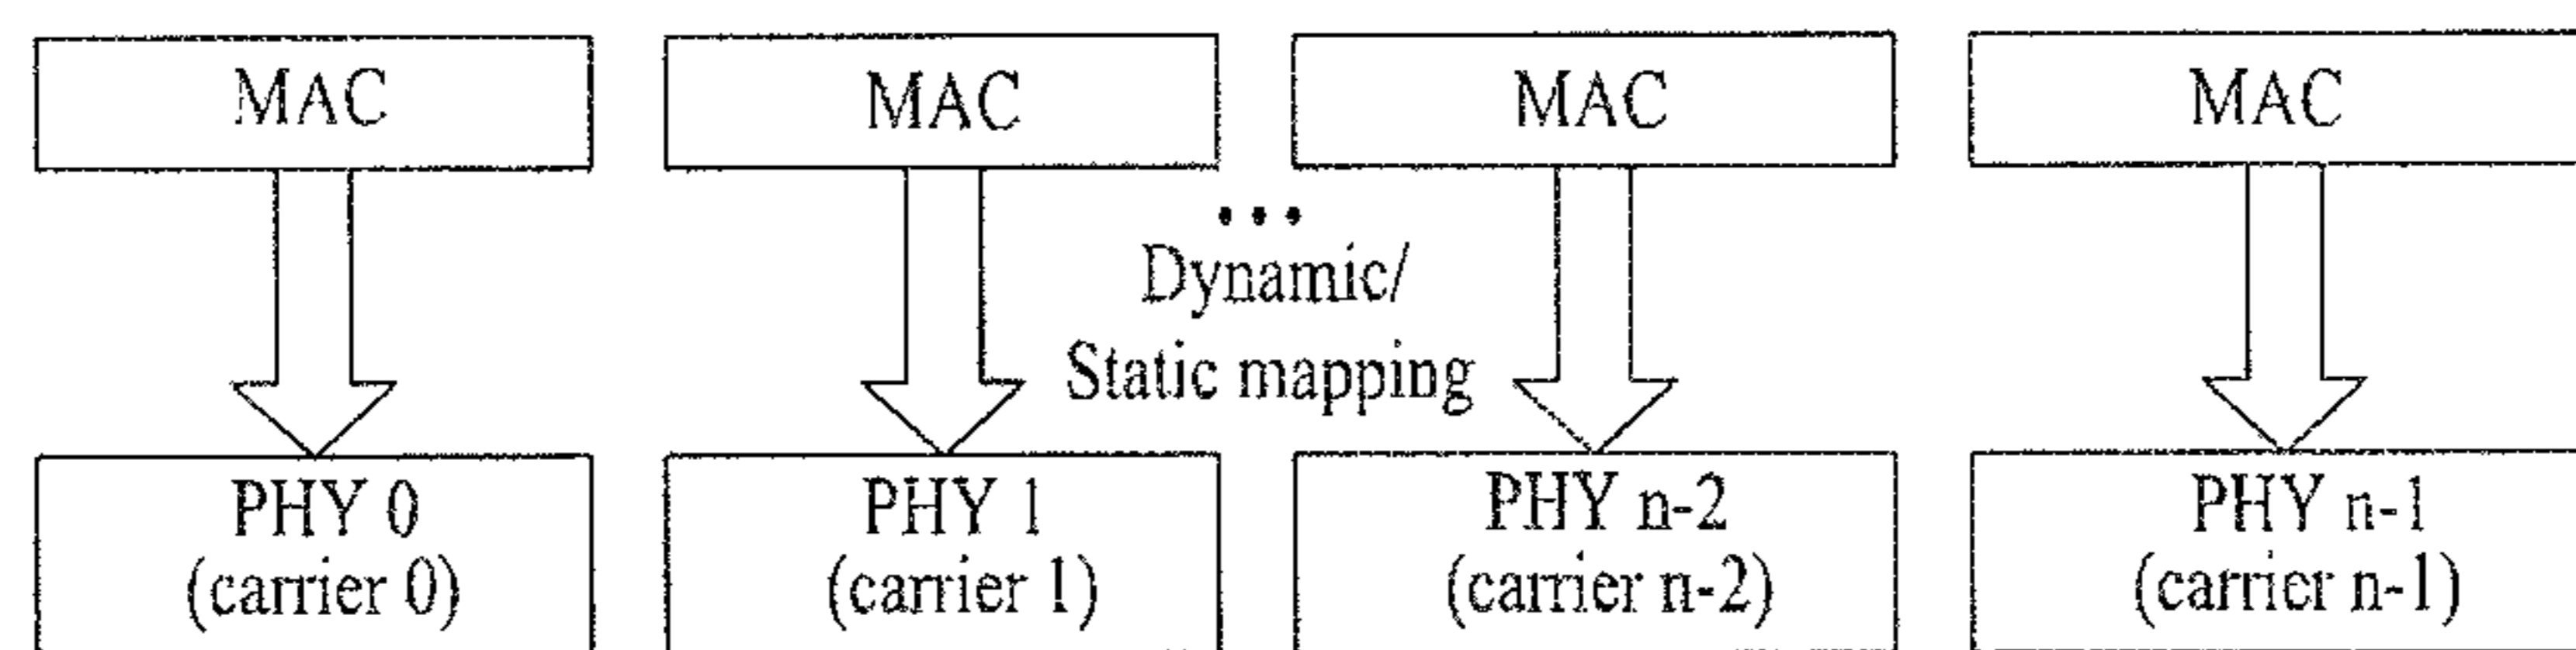 MAC
MAC
MAC
MAC
•••
Dynamic/
Static mapping
PHY 0
(carrier 0)
PHY 1
(carrier 1)
PHY n-2
(carrier n-2)
PHY n-1
(carrier n-1)